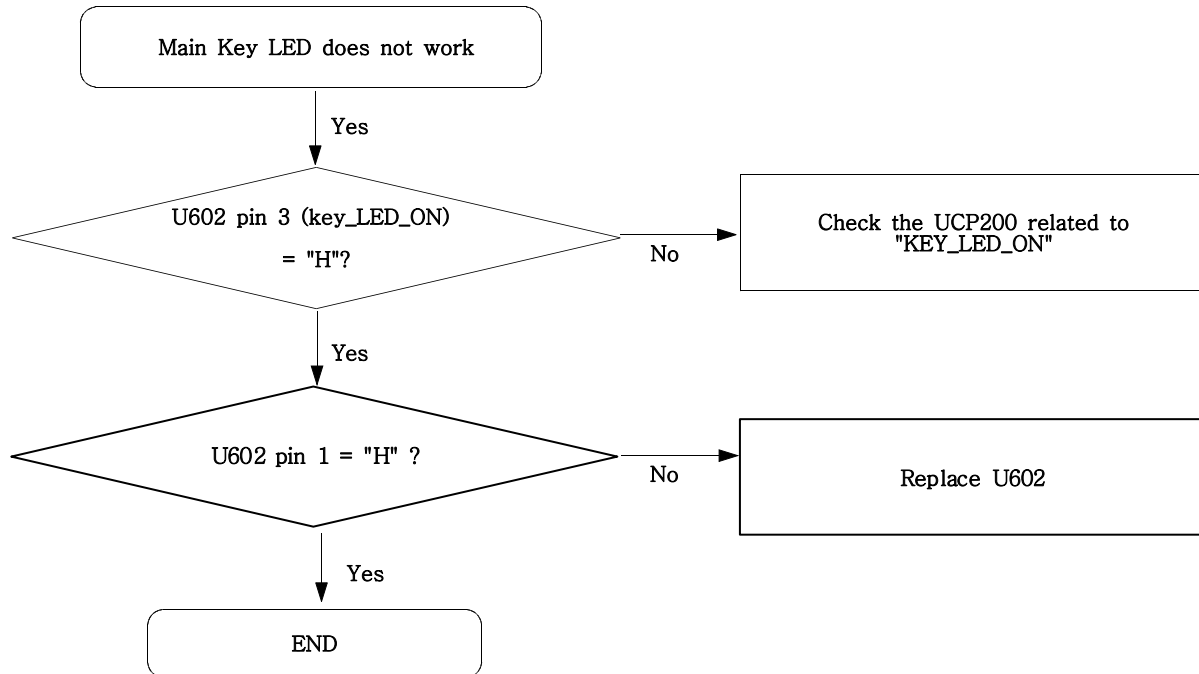 Main Key LED does not work
Yes
U602 pin 3 (key_LED_ON)
= "H"?
No
Check the UCP200 related to
"KEY_LED_ON"
Yes
U602 pin 1 = "H" ?
No
Replace U602
Yes
END